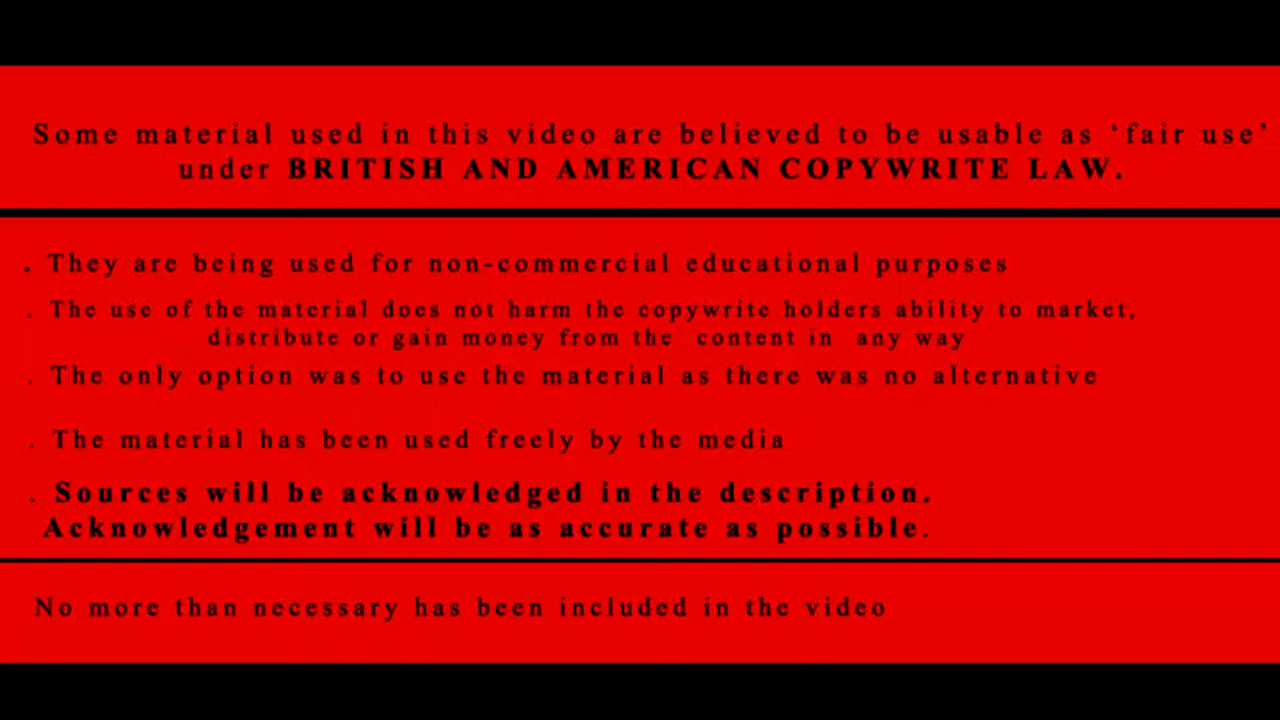 Some material used in this video are believed to be usable as ‘fair use’
under BRITISH AND AMERICAN COPYWRITE LAW.
. They are being used for non-commercial educational purposes
. The use of the material does not harm the copywrite holders ability to market,
distribute or gain money from the content in any way
. The only option was to use the material as there was no alternative
. The material has been used freely by the media
. Sources will be acknowledged in the description.
Acknowledgement will be as accurate as possible.
No more than necessary has been included in the video